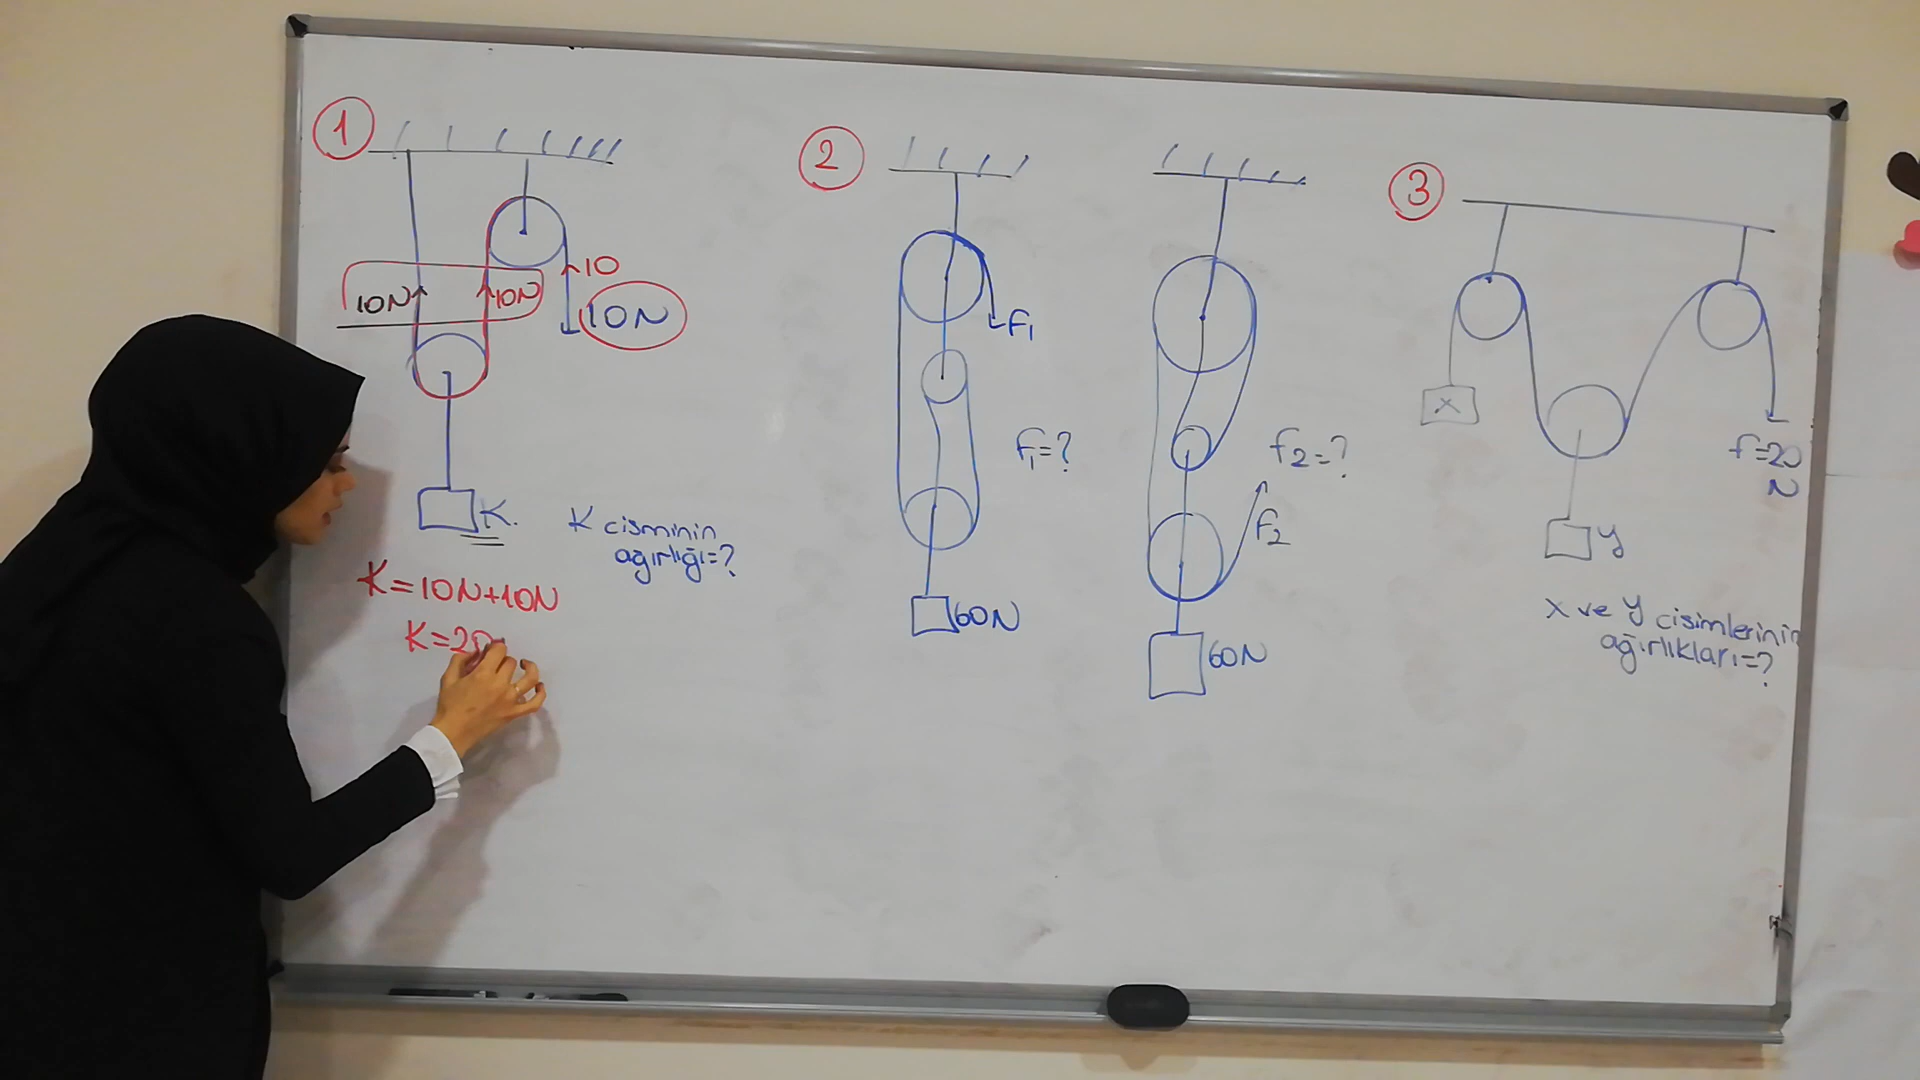 1
10
10N
10N
10N
K.
K cisminin
ağırlığı=?
K=10N+10N
K=20
2
F1
F1=?
60N
f2=?
F2
60N
3
x
f=20
N
y
x ve y cisimlerinin
ağırlıkları=?